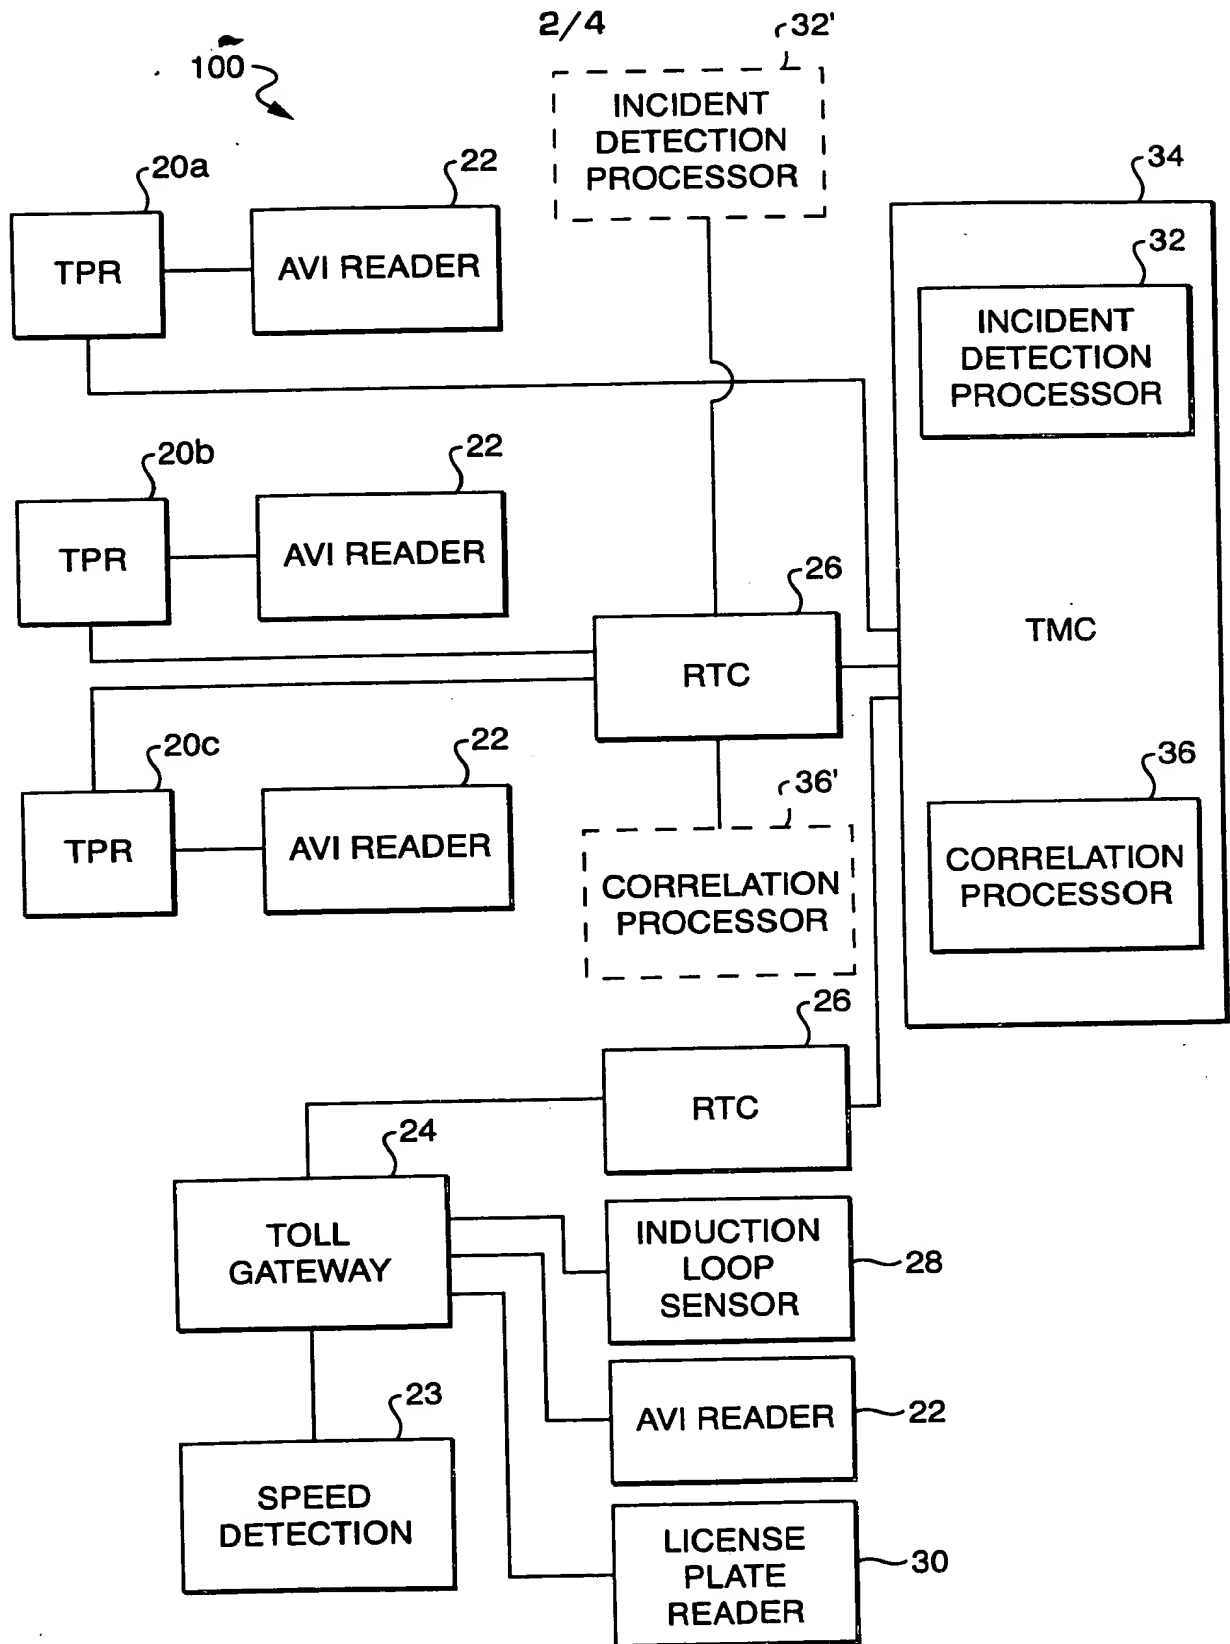 2/4
100
32'
INCIDENT
DETECTION
PROCESSOR
20a
22
34
TPR
AVI READER
32
INCIDENT
DETECTION
PROCESSOR
20b
22
TPR
AVI READER
26
RTC
TMC
20c
22
TPR
AVI READER
36'
36
CORRELATION
PROCESSOR
CORRELATION
PROCESSOR
26
RTC
24
TOLL
GATEWAY
INDUCTION
LOOP
SENSOR
28
23
AVI READER
22
SPEED
DETECTION
LICENSE
PLATE
READER
30